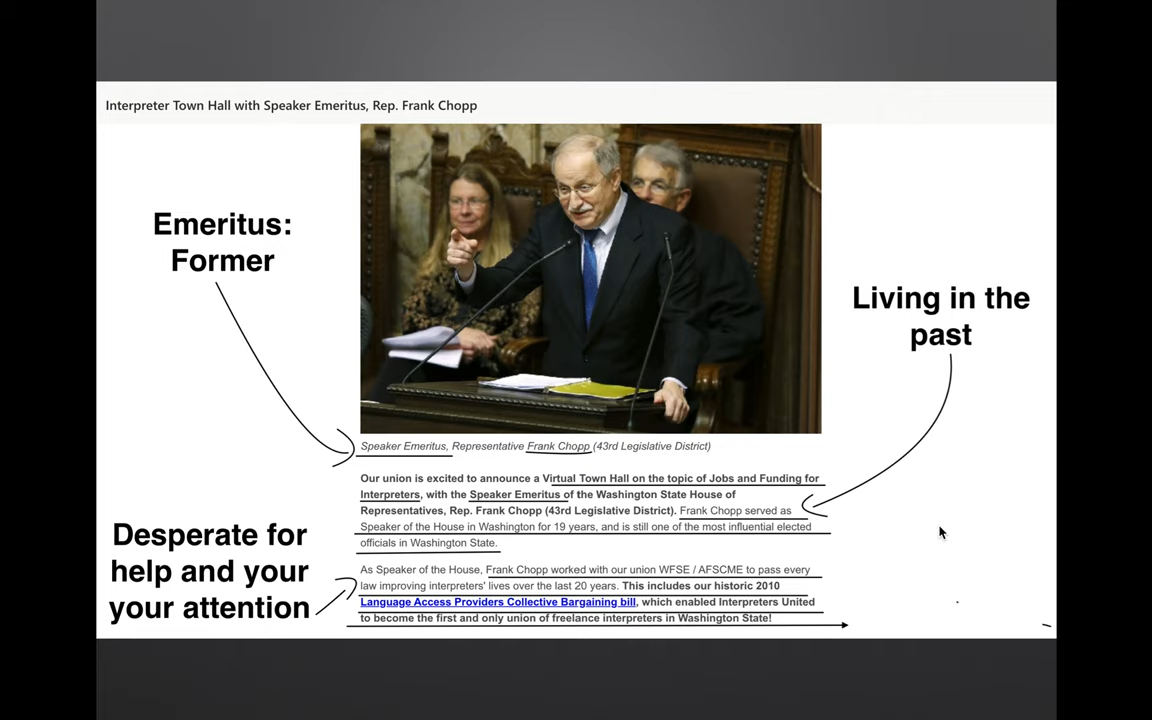 Interpreter Town Hall with Speaker Emeritus, Rep. Frank Chopp
Emeritus:
Former
Living in the
past
Speaker Emeritus, Representative Frank Chopp (43rd Legislative District)
Our union is excited to announce a Virtual Town Hall on the topic of Jobs and Funding for
Interpreters, with the Speaker Emeritus of the Washington State House of
Representatives, Rep. Frank Chopp (43rd Legislative District). Frank Chopp served as
Speaker of the House in Washington for 19 years, and is still one of the most influential elected
officials in Washington State.
Desperate for
help and your
your attention
As Speaker of the House, Frank Chopp worked with our union WFSE / AFSCME to pass every
law improving interpreters' lives over the last 20 years. This includes our historic 2010
Language Access Providers Collective Bargaining bill, which enabled Interpreters United
to become the first and only union of freelance interpreters in Washington State!